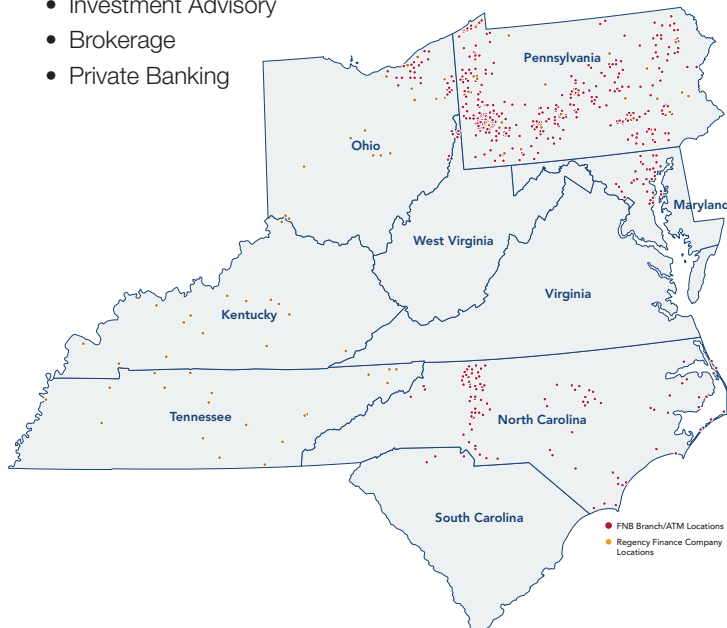 • Investment Advisory
• Brokerage
• Private Banking
Pennsylvania
Ohio
Maryland
West Virginia
Virginia
Kentucky
Tennessee
North Carolina
South Carolina
FNB Branch/ATM Locations
Regency Finance Company
Locations